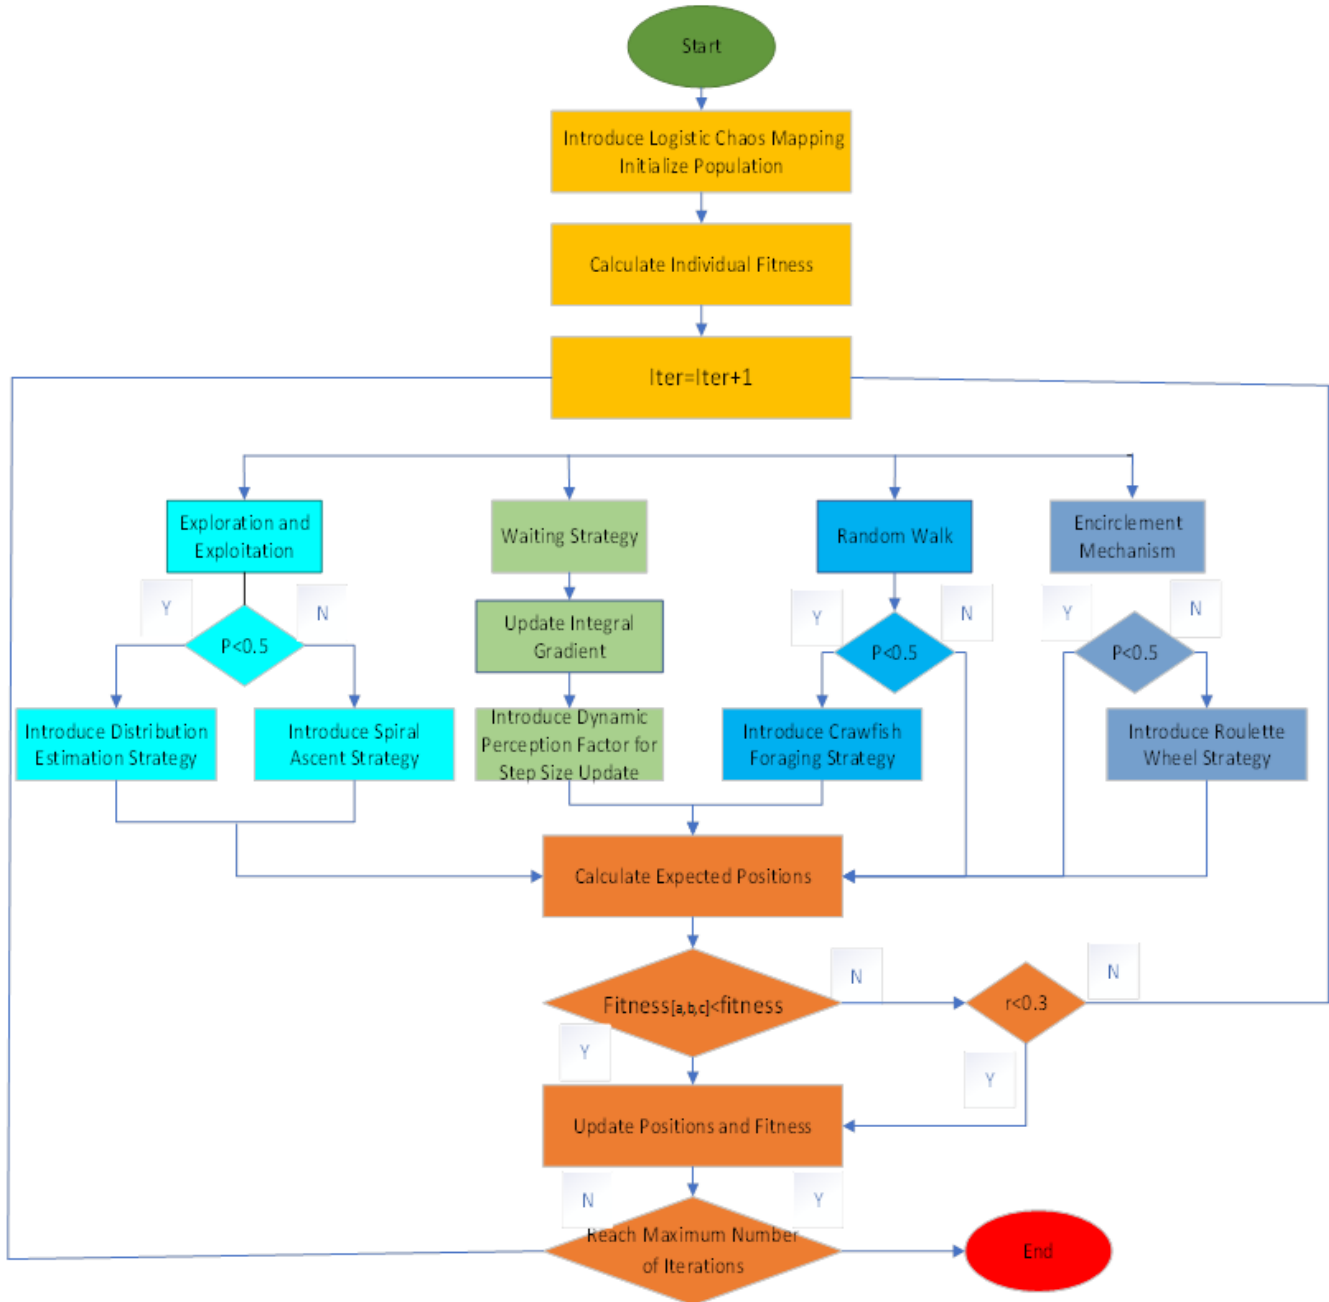 Start
Introduce Logistic Chaos Mapping
Initialize Population
Calculate Individual Fitness
Iter=Iter+1
Exploration and
Exploitation
Waiting Strategy
Random Walk
Encirclement
Mechanism
Y
N
P<0.5
Update Integral
Gradient
Y
N
P<0.5
Y
N
P<0.5
Introduce Distribution
Estimation Strategy
Introduce Spiral
Ascent Strategy
Introduce Dynamic
Perception Factor for
Step Size Update
Introduce Crawfish
Foraging Strategy
Introduce Roulette
Wheel Strategy
Calculate Expected Positions
Fitness[a,b,c]<fitness
N
r<0.3
N
Y
Y
Update Positions and Fitness
N
Y
Reach Maximum Number
of Iterations
End